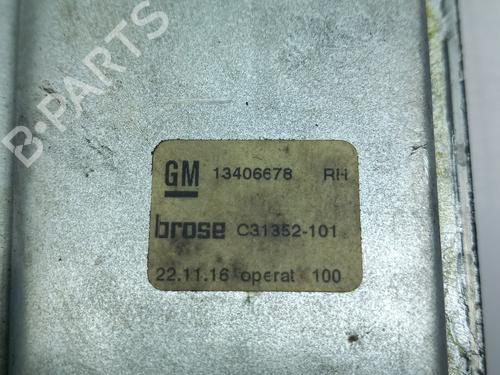 B-PARTS
GM 13406678 RH
brose C31352-101
22.11.16 operat 100